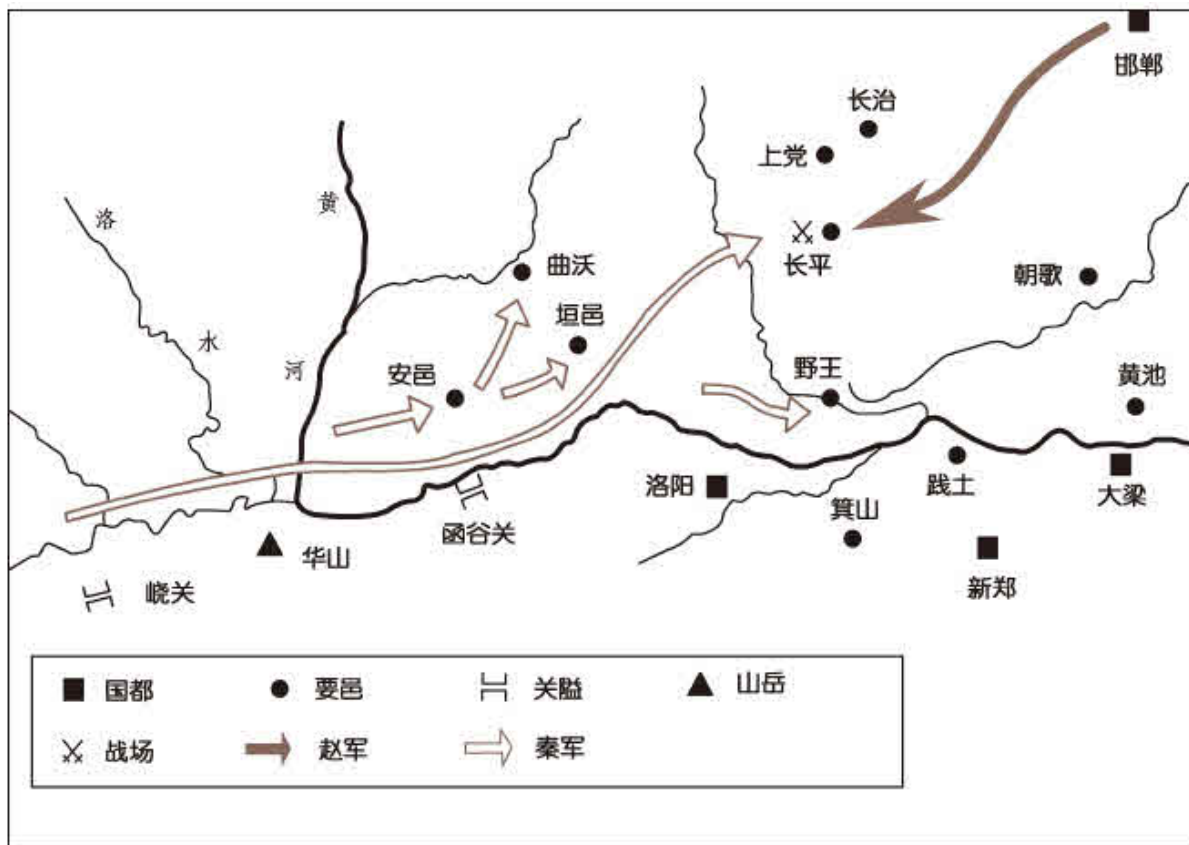 邯郸
长治
上党
黄
洛
长平
曲沃
朝歌
垣邑
水
河
安邑
野王
黄池
洛阳
践土
大梁
函谷关
箕山
华山
新郑
峣关
国都
要邑
关隘
山岳
战场
赵军
秦军